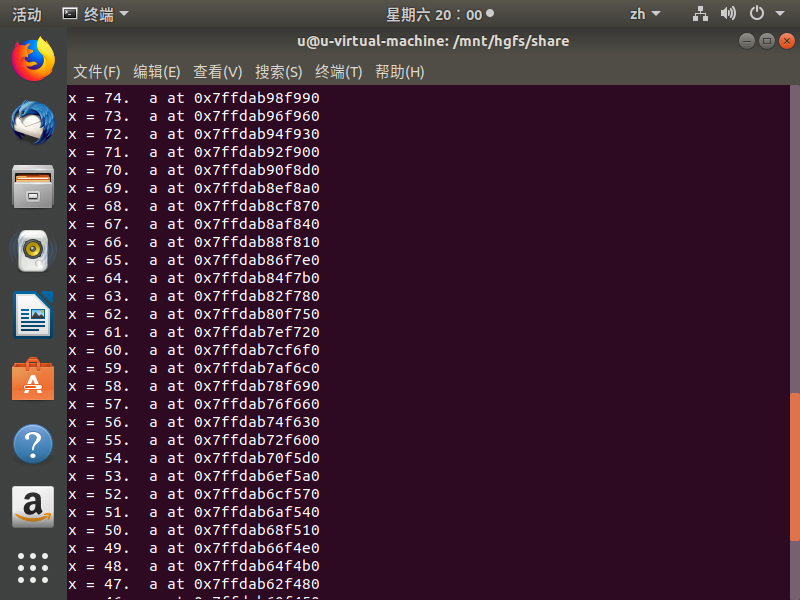 活动 终端 星期六 20：00 zh
u@u-virtual-machine: /mnt/hgfs/share
文件(F) 编辑(E) 查看(V) 搜索(S) 终端(T) 帮助(H)
x = 74.  a at 0x7ffdab98f990
x = 73.  a at 0x7ffdab96f960
x = 72.  a at 0x7ffdab94f930
x = 71.  a at 0x7ffdab92f900
x = 70.  a at 0x7ffdab90f8d0
x = 69.  a at 0x7ffdab8ef8a0
x = 68.  a at 0x7ffdab8cf870
x = 67.  a at 0x7ffdab8af840
x = 66.  a at 0x7ffdab88f810
x = 65.  a at 0x7ffdab86f7e0
x = 64.  a at 0x7ffdab84f7b0
x = 63.  a at 0x7ffdab82f780
x = 62.  a at 0x7ffdab80f750
x = 61.  a at 0x7ffdab7ef720
x = 60.  a at 0x7ffdab7cf6f0
x = 59.  a at 0x7ffdab7af6c0
x = 58.  a at 0x7ffdab78f690
x = 57.  a at 0x7ffdab76f660
x = 56.  a at 0x7ffdab74f630
x = 55.  a at 0x7ffdab72f600
x = 54.  a at 0x7ffdab70f5d0
x = 53.  a at 0x7ffdab6ef5a0
x = 52.  a at 0x7ffdab6cf570
x = 51.  a at 0x7ffdab6af540
x = 50.  a at 0x7ffdab68f510
x = 49.  a at 0x7ffdab66f4e0
x = 48.  a at 0x7ffdab64f4b0
x = 47.  a at 0x7ffdab62f480